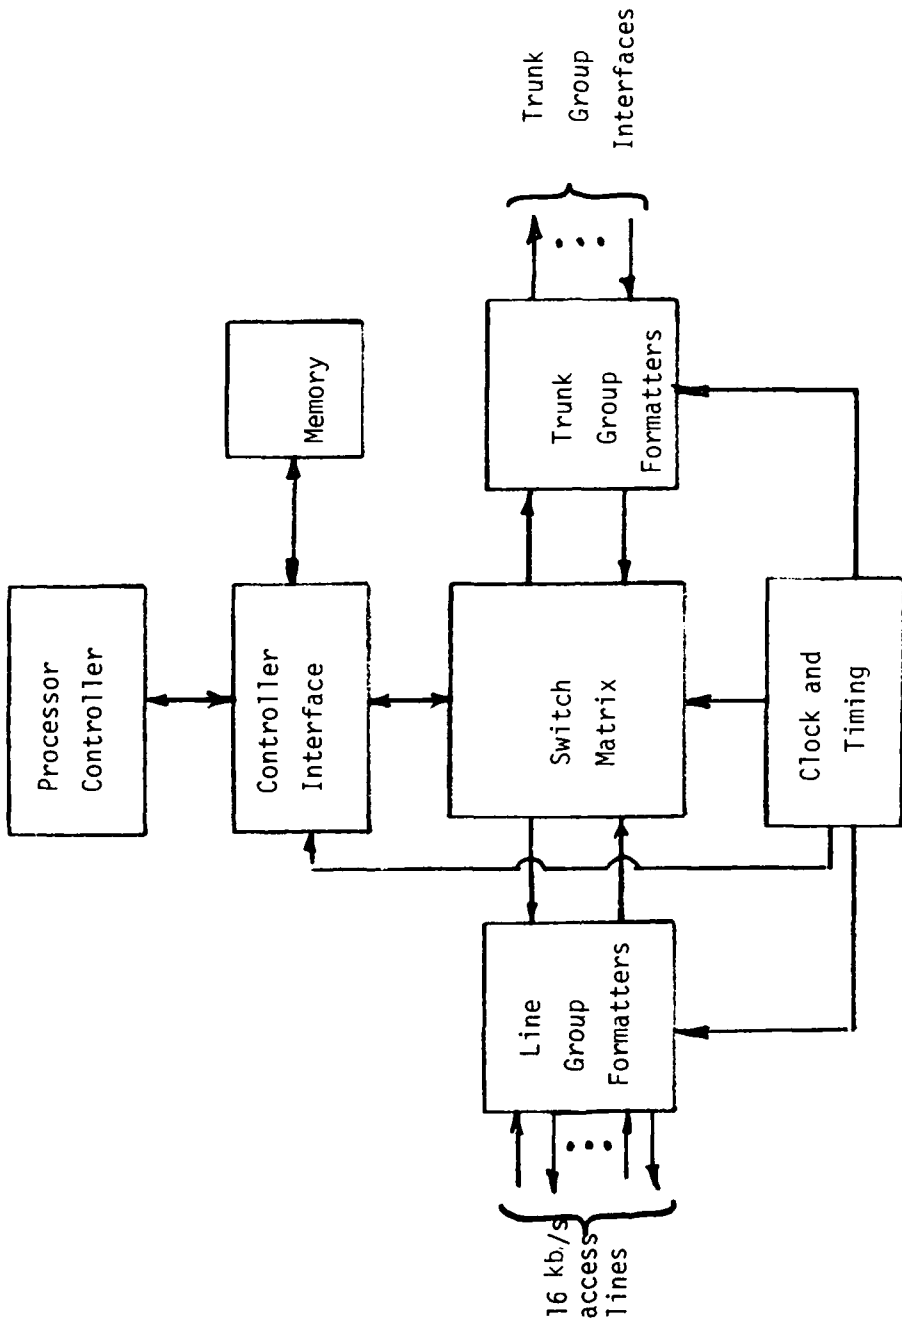 Processor
Controller
Controller
Interface
Memory
16 kb/s
access
lines
Line
Group
Formatters
Switch
Matrix
Trunk
Group
Formatters
Trunk
Group
Interfaces
Clock and
Timing